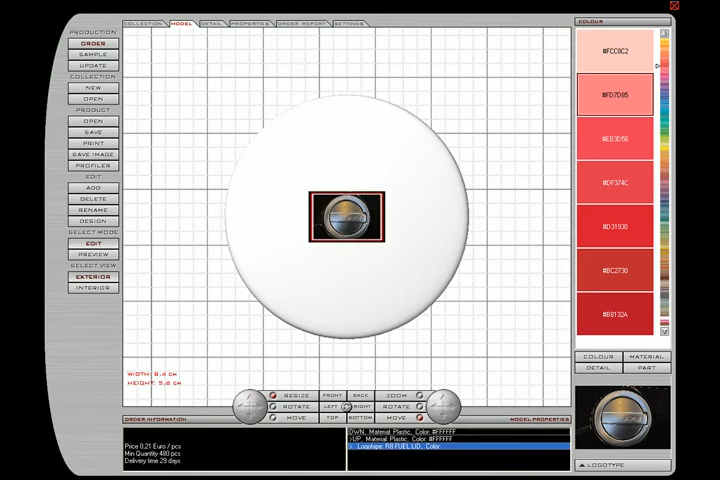 PRODUCTION
ORDER
SAMPLE
UPDATE
COLLECTION
NEW
OPEN
PRODUCT
OPEN
SAVE
PRINT
SAVE IMAGE
PROFILER
EDIT
ADD
DELETE
RENAME
DESIGN
SELECT MODE
EDIT
PREVIEW
SELECT VIEW
EXTERIOR
INTERIOR
COLLECTION MODEL DETAIL PROPERTIES ORDER REPORT SETTINGS
WIDTH: 8.4 CM
HEIGHT: 5.6 CM
RESIZE FRONT BACK ZOOM
ROTATE LEFT RIGHT ROTATE
MOVE TOP BOTTOM MOVE
ORDER INFORMATION MODEL PROPERTIES
Price 0,21 Euro / pcs
Min Quantity 480 pcs
Delivery time 29 days
DWN, Material: Plastic, Color: #FFFFFF
>UP, Material: Plastic, Color: #FFFFFF
> Logotype: R8 FUEL LID, Color:
COLOUR
#FCC8C2
#FD7D85
#EB3D56
#DF374C
#D31930
#BC2730
#B8132A
COLOUR MATERIAL
DETAIL PART
LOGOTYPE